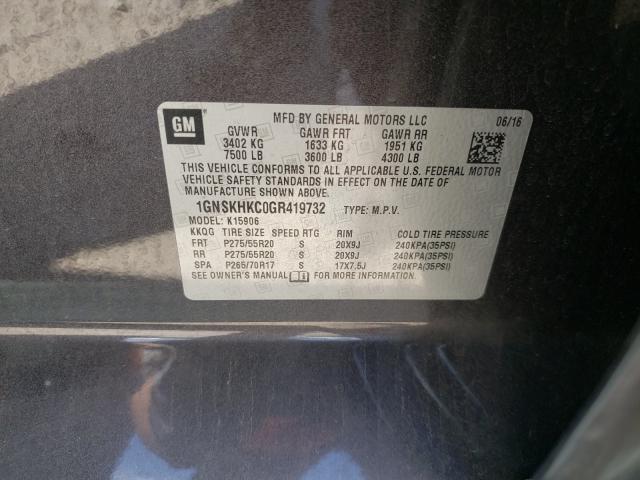 GM
MFD BY GENERAL MOTORS LLC 06/16
GVWR GAWR FRT GAWR RR
3402 KG 1633 KG 1951 KG
7500 LB 3600 LB 4300 LB
THIS VEHICLE CONFORMS TO ALL APPLICABLE U.S. FEDERAL MOTOR
VEHICLE SAFETY STANDARDS IN EFFECT ON THE DATE OF
MANUFACTURE SHOWN ABOVE.
1GNSKHKC0GR419732 TYPE: M.P.V.
MODEL: K15906
KKQG TIRE SIZE SPEED RTG RIM COLD TIRE PRESSURE
FRT P275/55R20 S 20X9J 240KPA(35PSI)
RR P275/55R20 S 20X9J 240KPA(35PSI)
SPA P265/70R17 S 17X7.5J 240KPA(35PSI)
SEE OWNER'S MANUAL FOR MORE INFORMATION.